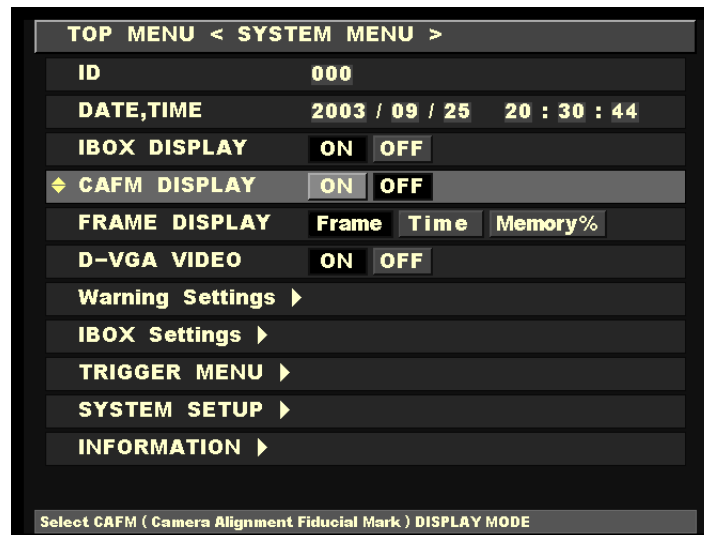 TOP MENU < SYSTEM MENU >
ID 000
DATE,TIME 2003 / 09 / 25 20 : 30 : 44
IBOX DISPLAY ON OFF
CAFM DISPLAY ON OFF
FRAME DISPLAY Frame Time Memory%
D-VGA VIDEO ON OFF
Warning Settings
IBOX Settings
TRIGGER MENU
SYSTEM SETUP
INFORMATION
Select CAFM ( Camera Alignment Fiducial Mark ) DISPLAY MODE